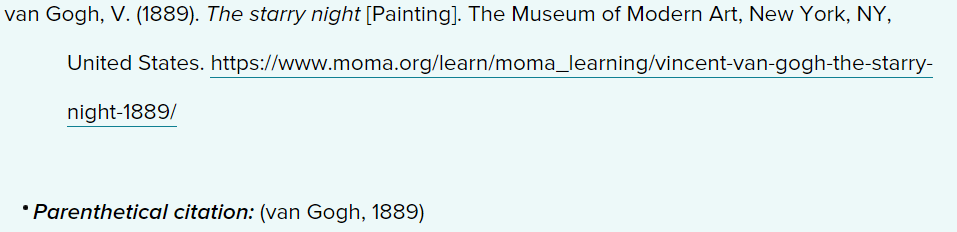 van Gogh, V. (1889). The starry night [Painting]. The Museum of Modern Art, New York, NY,
United States. https://www.moma.org/learn/moma_learning/vincent-van-gogh-the-starry-
night-1889/
• Parenthetical citation: (van Gogh, 1889)